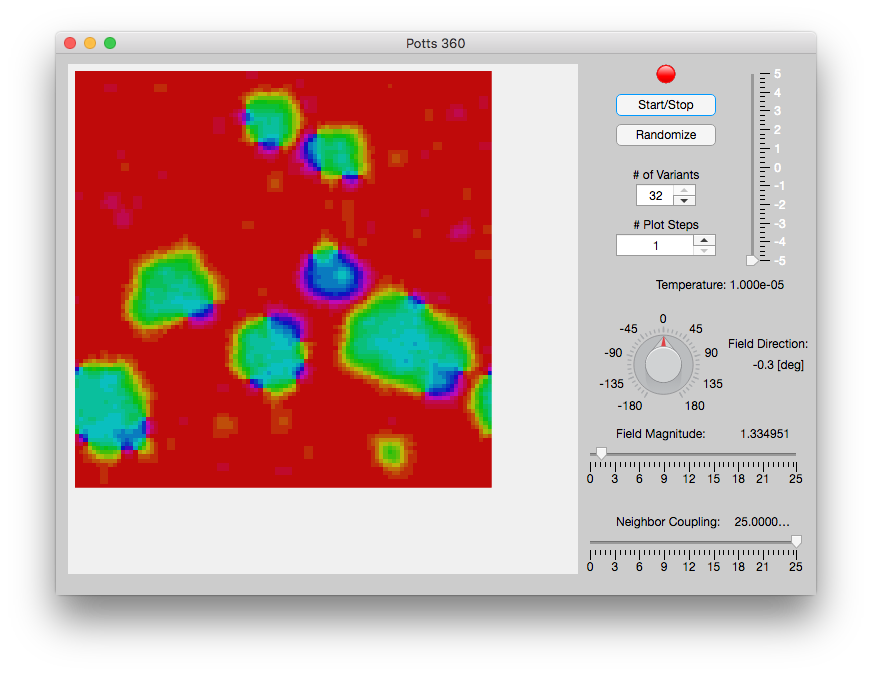 Potts 360
Start/Stop
Randomize
# of Variants
32
# Plot Steps
1
5
4
3
2
1
0
-1
-2
-3
-4
-5
Temperature: 1.000e-05
0
-45 45
-90 90
-135 135
-180 180
Field Direction:
-0.3 [deg]
Field Magnitude: 1.334951
0 3 6 9 12 15 18 21 25
Neighbor Coupling: 25.0000...
0 3 6 9 12 15 18 21 25